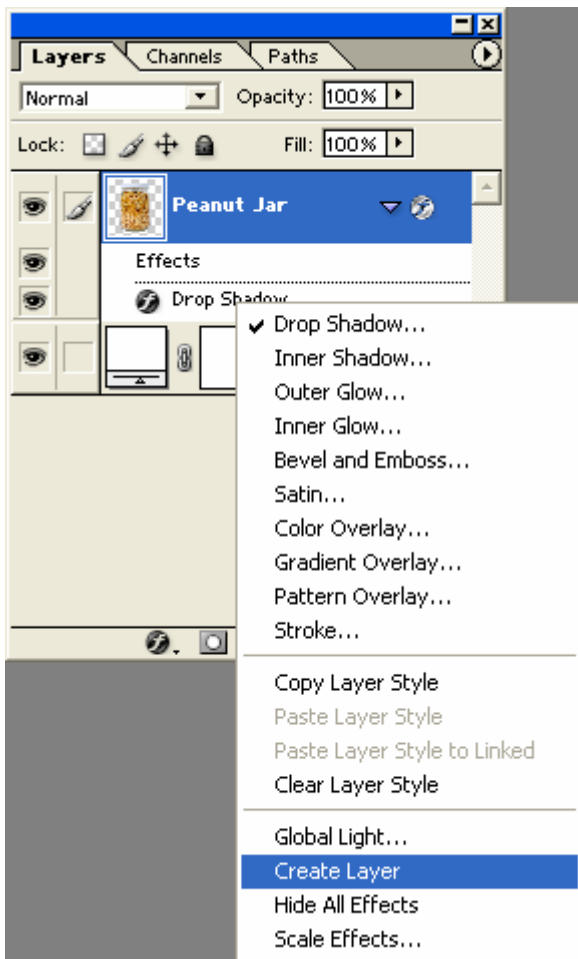 Layers Channels Paths
Normal Opacity: 100%
Lock: Fill: 100%
Peanut Jar
Effects
Drop Shadow
Drop Shadow...
Inner Shadow...
Outer Glow...
Inner Glow...
Bevel and Emboss...
Satin...
Color Overlay...
Gradient Overlay...
Pattern Overlay...
Stroke...
Copy Layer Style
Paste Layer Style
Paste Layer Style to Linked
Clear Layer Style
Global Light...
Create Layer
Hide All Effects
Scale Effects...